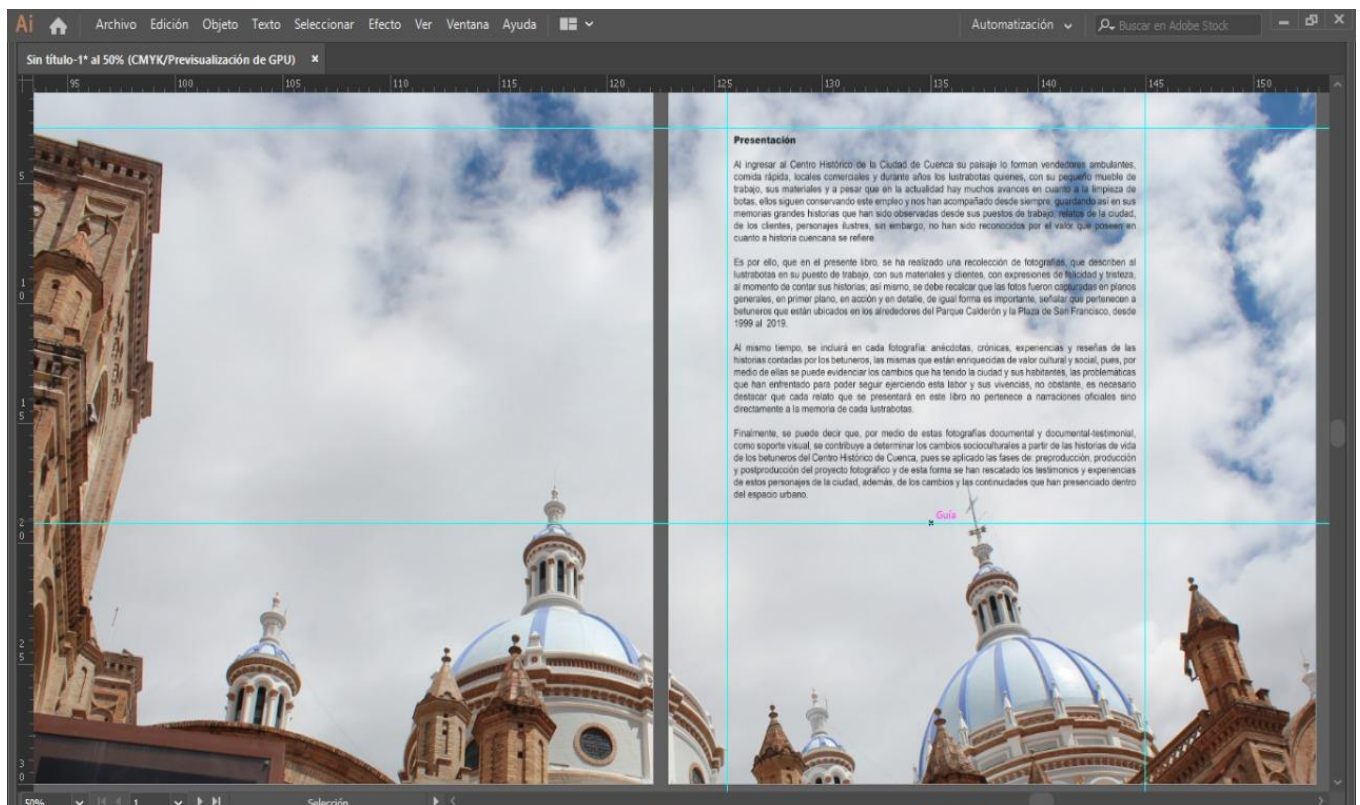 Ai Archivo Edición Objeto Texto Seleccionar Efecto Ver Ventana Ayuda Automatización Buscar en Adobe Stock
Sin título-1* al 50% (CMYK/Previsualización de GPU) x
95 100 105 110 115 120 125 130 135 140 145 150
Presentación
Al ingresar al Centro Histórico de la Ciudad de Cuenca su paisaje lo forman vendedores ambulantes,
comida rápida, locales comerciales y durante años los lustrabotas quienes, con su pequeño mueble de
trabajo, sus materiales y a pesar que en la actualidad hay muchos avances en cuanto a la limpieza de
botas, ellos siguen conservando este empleo y nos han acompañado desde siempre, guardando así en sus
memorias grandes historias que han sido observadas desde sus puestos de trabajo, relatos de la ciudad,
de los clientes, personajes ilustres, sin embargo, no han sido reconocidos por el valor que poseen en
cuanto a historia cuencana se refiere.
Es por ello, que en el presente libro, se ha realizado una recolección de fotografías, que describen al
lustrabotas en su puesto de trabajo, con sus materiales y clientes, con expresiones de felicidad y tristeza,
al momento de contar sus historias; así mismo, se debe recalcar que las fotos fueron capturadas en planos
generales, en primer plano, en acción y en detalle, de igual forma es importante, señalar que pertenecen a
betuneros que están ubicados en los alrededores del Parque Calderón y la Plaza de San Francisco, desde
1999 al 2019.
Al mismo tiempo, se incluirá en cada fotografía: anécdotas, crónicas, experiencias y reseñas de las
historias contadas por los betuneros, las mismas que están enriquecidas de valor cultural y social, pues, por
medio de ellas se puede evidenciar los cambios que ha tenido la ciudad y sus habitantes, las problemáticas
que han enfrentado para poder seguir ejerciendo esta labor y sus vivencias, no obstante, es necesario
destacar que cada relato que se presentará en este libro no pertenece a narraciones oficiales sino
directamente a la memoria de cada lustrabotas.
Finalmente, se puede decir que, por medio de estas fotografías documental y documental-testimonial,
como soporte visual, se contribuye a determinar los cambios socioculturales a partir de las historias de vida
de los betuneros del Centro Histórico de Cuenca, pues se aplicado las fases de: preproducción, producción
y postproducción del proyecto fotográfico y de esta forma se han rescatado los testimonios y experiencias
de estos personajes de la ciudad, además, de los cambios y las continuidades que han presenciado dentro
del espacio urbano.
Guía
5
10
15
20
25
30
50% 1 Selección